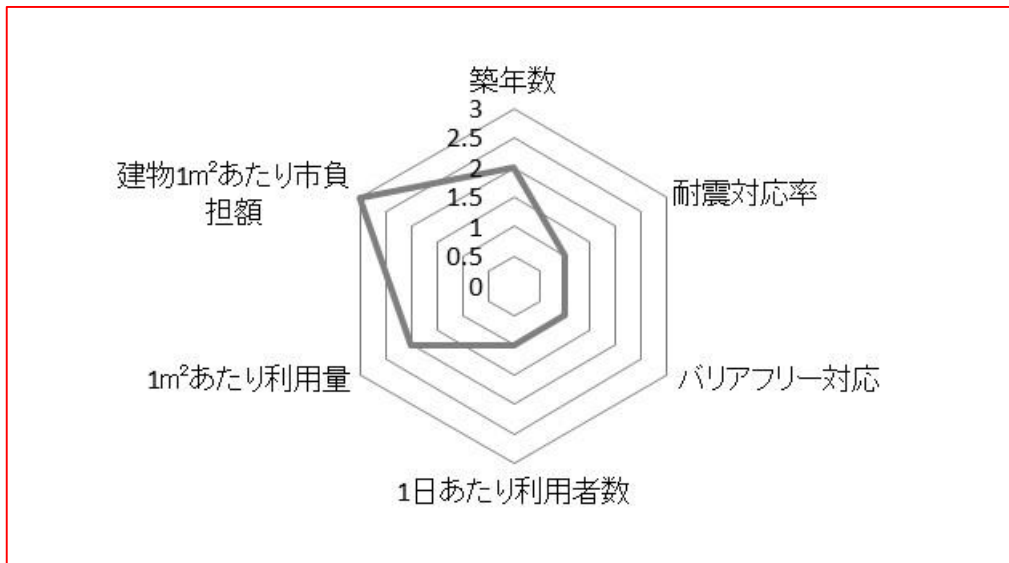 築年数
3
2.5
2
1.5
1
0.5
0
耐震対応率
バリアフリー対応
1日あたり利用者数
1m²あたり利用量
建物1m²あたり市負
担額